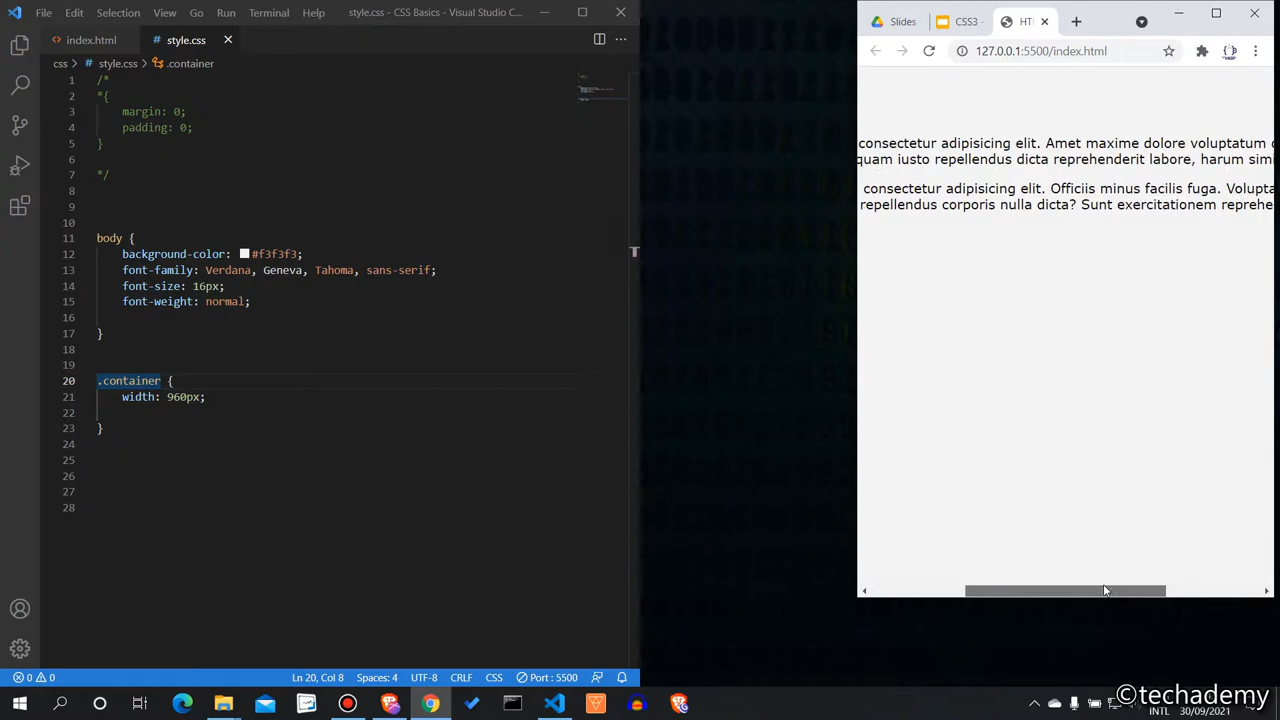 File Edit Selection View Go Run Terminal Help style.css - CSS Basics - Visual Studio C...
index.html style.css
css > style.css > .container
1 /*
2 *{
3 margin: 0;
4 padding: 0;
5 }
6
7 */
8
9
10
11 body {
12 background-color: #f3f3f3;
13 font-family: Verdana, Geneva, Tahoma, sans-serif;
14 font-size: 16px;
15 font-weight: normal;
16
17 }
18
19
20 .container {
21 width: 960px;
22
23 }
24
25
26
27
28
0 0 Ln 20, Col 8 Spaces: 4 UTF-8 CRLF CSS Port : 5500
Slides CSS3 - HT
127.0.0.1:5500/index.html
consectetur adipisicing elit. Amet maxime dolore voluptatum
quam iusto repellendus dicta reprehenderit labore, harum simi
consectetur adipisicing elit. Officiis minus facilis fuga. Volupta
repellendus corporis nulla dicta? Sunt exercitationem reprehe
©techademy
INTL 30/09/2021